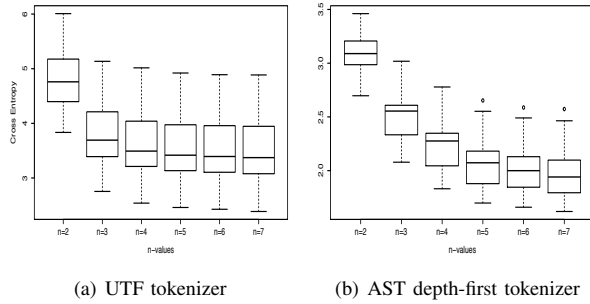 Cross Entropy
6
5
4
3
n=2 n=3 n=4 n=5 n=6 n=7
n-values
(a) UTF tokenizer
3.5
3.0
2.5
2.0
n=2 n=3 n=4 n=5 n=6 n=7
n-values
(b) AST depth-first tokenizer